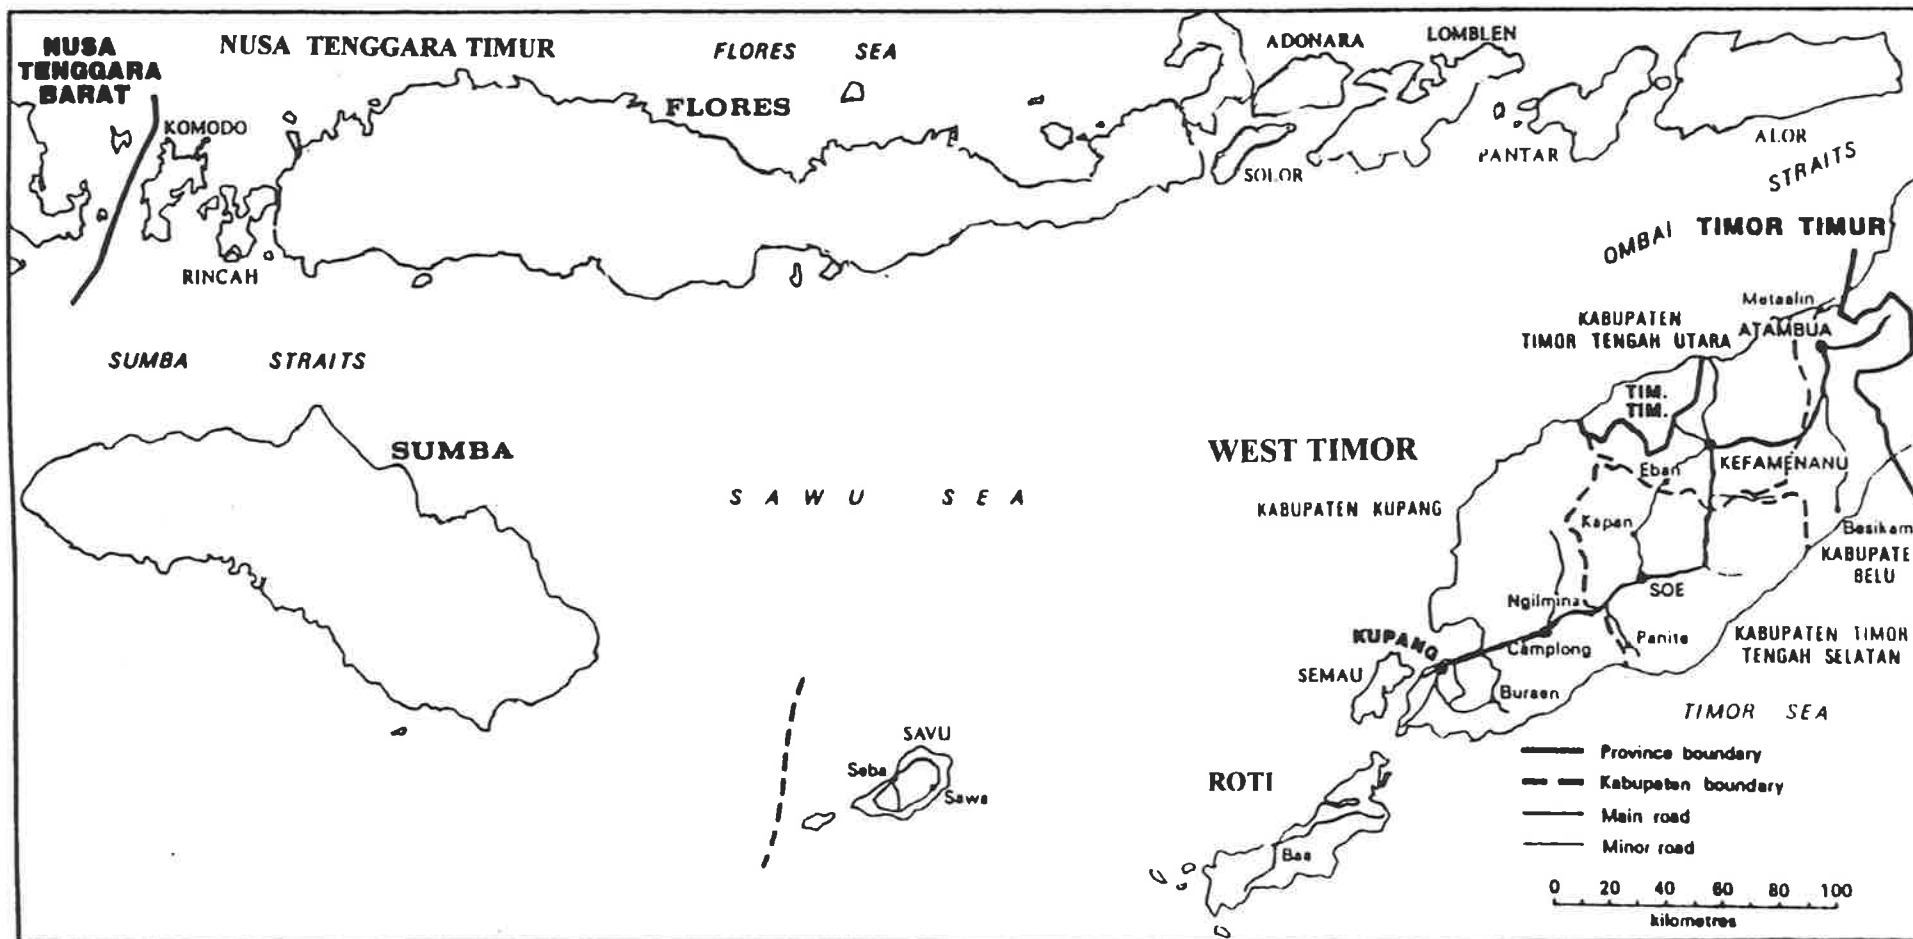 NUSA
TENGGARA
BARAT
NUSA TENGGARA TIMUR
FLORES SEA
ADONARA
LOMBLEN
FLORES
KOMODO
SOLOR
PANTAR
ALOR
STRAITS
OMBAI
RINCAH
TIMOR TIMUR
Metaalin
KABUPATEN
TIMOR TENGAH UTARA
ATAMBUA
SUMBA STRAITS
TIM.
TIM.
SUMBA
WEST TIMOR
Eban
KEFAMENANU
SAWU SEA
KABUPATEN KUPANG
Kapan
Besikam
KABUPATE
BELU
SOE
Ngilmina
KUPANG
Camplong
Panite
KABUPATEN TIMOR
TENGAH SELATAN
SEMAU
Buraen
TIMOR SEA
SAVU
Seba
Sawa
ROTI
Baa
Province boundary
Kabupaten boundary
Main road
Minor road
0 20 40 60 80 100
kilometres